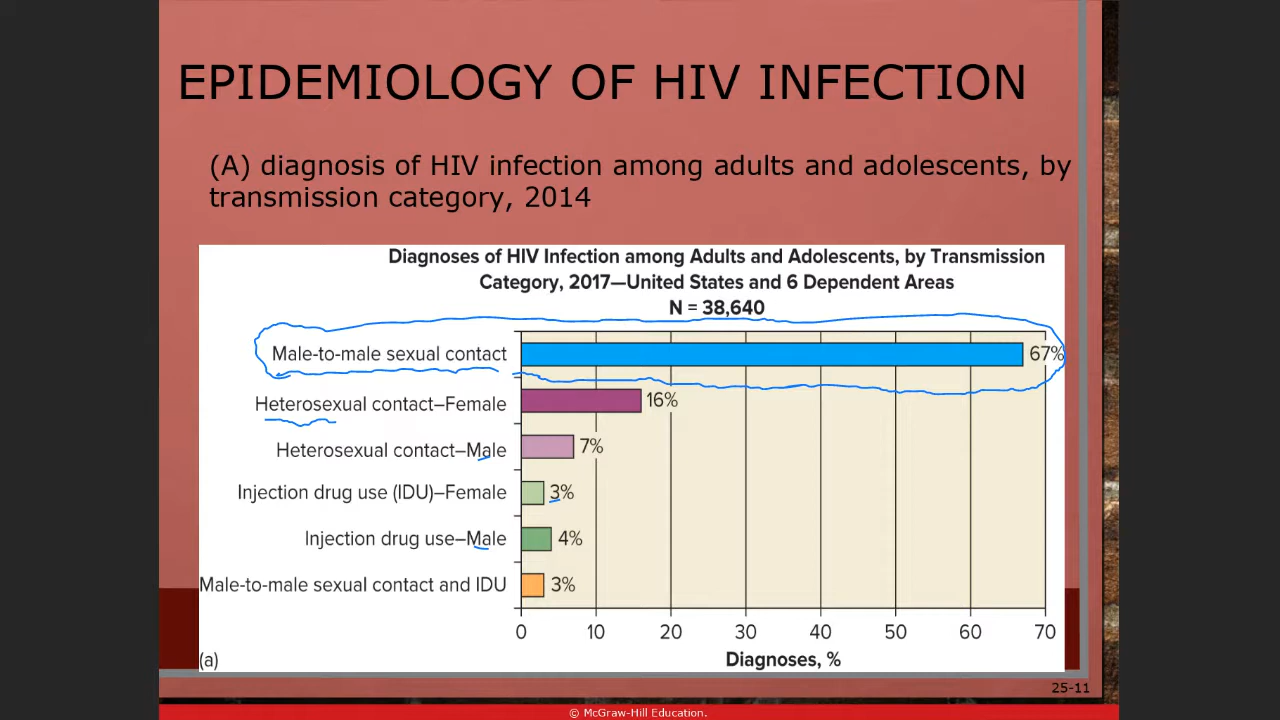 EPIDEMIOLOGY OF HIV INFECTION
(A) diagnosis of HIV infection among adults and adolescents, by
transmission category, 2014
Diagnoses of HIV Infection among Adults and Adolescents, by Transmission
Category, 2017—United States and 6 Dependent Areas
N = 38,640
Male-to-male sexual contact 67%
Heterosexual contact–Female 16%
Heterosexual contact–Male 7%
Injection drug use (IDU)–Female 3%
Injection drug use–Male 4%
Male-to-male sexual contact and IDU 3%
0 10 20 30 40 50 60 70
(a) Diagnoses, %
25-11
© McGraw-Hill Education.